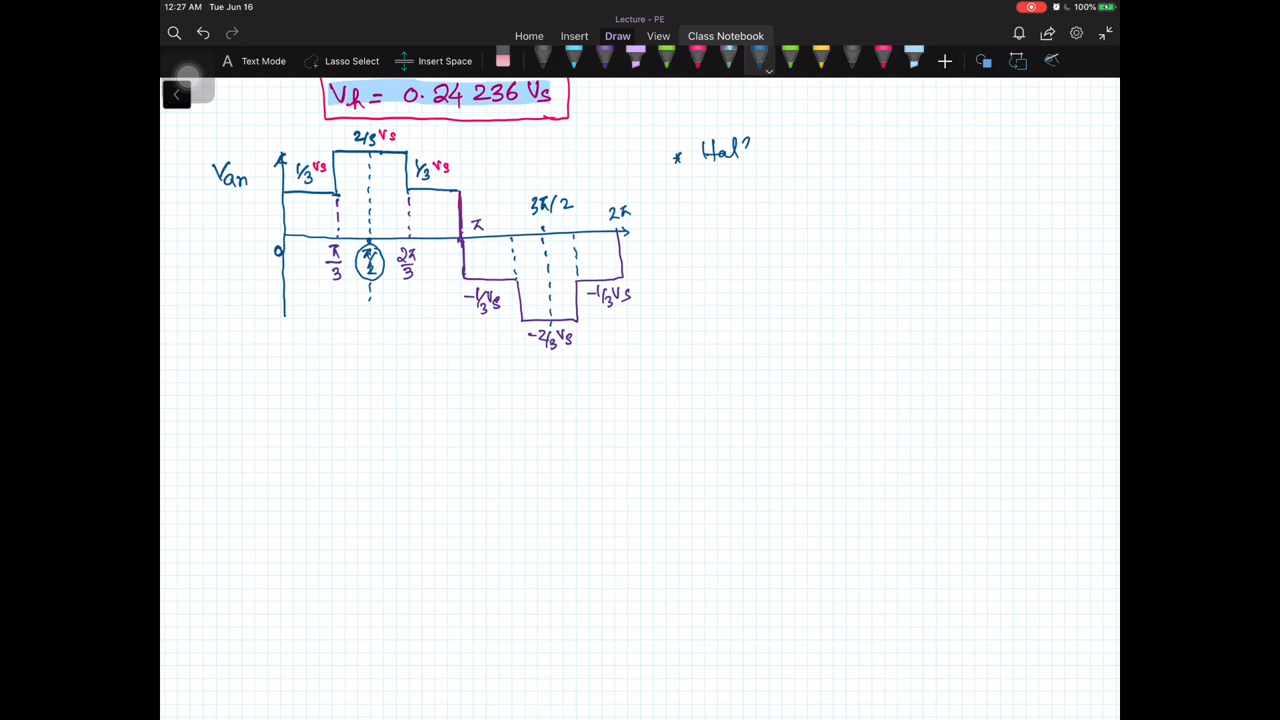 12:27 AM Tue Jun 16
100%
Lecture - PE
Home Insert Draw View Class Notebook
Text Mode Lasso Select Insert Space
Vh = 0.24 236 Vs
2/3 Vs
Van
1/3 Vs
1/3 Vs
* Hal
3π/2
2π
π
0
π/3
π/2
2π/3
-1/3 Vs
-1/3 Vs
-2/3 Vs